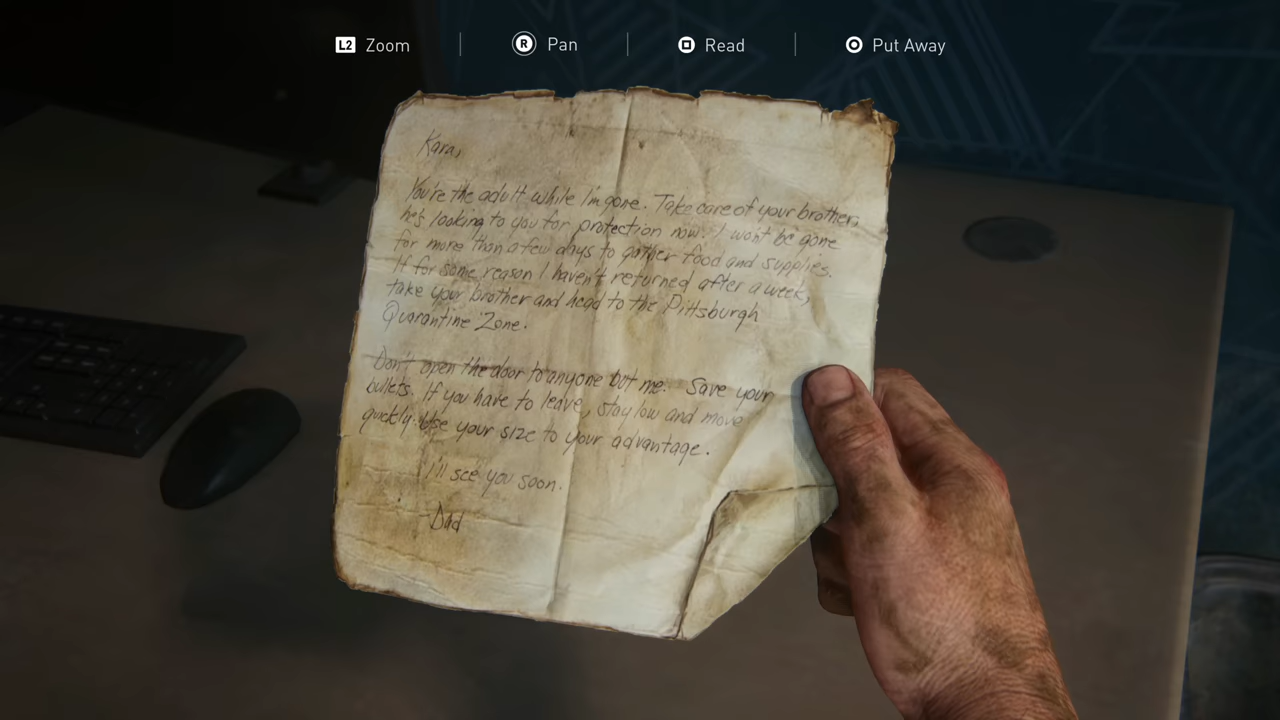 L2 Zoom
R Pan
Read
Put Away
Kara,
You're the adult while I'm gone. Take care of your brother,
he's looking to you for protection now. I won't be gone
for more than a few days to gather food and supplies.
If for some reason I haven't returned after a week,
take your brother and head to the Pittsburgh
Quarantine Zone.
Don't open the door to anyone but me. Save your
bullets. If you have to leave, stay low and move
quickly. Use your size to your advantage.
I'll see you soon.
Dad